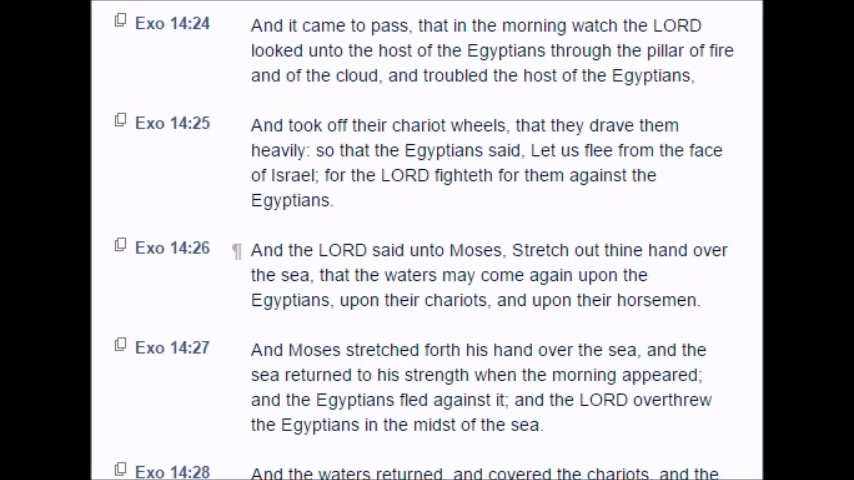 Exo 14:24 And it came to pass, that in the morning watch the LORD
looked unto the host of the Egyptians through the pillar of fire
and of the cloud, and troubled the host of the Egyptians,
Exo 14:25 And took off their chariot wheels, that they drave them
heavily: so that the Egyptians said, Let us flee from the face
of Israel; for the LORD fighteth for them against the
Egyptians.
Exo 14:26 ¶ And the LORD said unto Moses, Stretch out thine hand over
the sea, that the waters may come again upon the
Egyptians, upon their chariots, and upon their horsemen.
Exo 14:27 And Moses stretched forth his hand over the sea, and the
sea returned to his strength when the morning appeared;
and the Egyptians fled against it; and the LORD overthrew
the Egyptians in the midst of the sea.
Exo 14:28 And the waters returned, and covered the chariots, and the